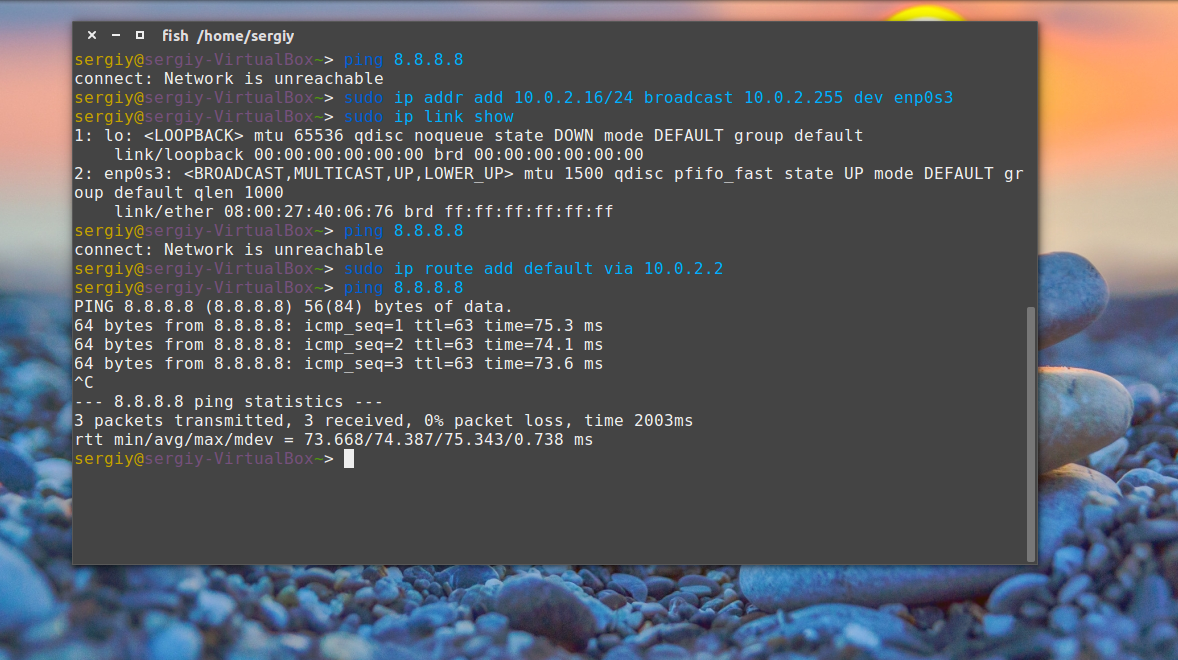 fish /home/sergiy
sergiy@sergiy-VirtualBox~> ping 8.8.8.8
connect: Network is unreachable
sergiy@sergiy-VirtualBox~> sudo ip addr add 10.0.2.16/24 broadcast 10.0.2.255 dev enp0s3
sergiy@sergiy-VirtualBox~> sudo ip link show
1: lo: <LOOPBACK> mtu 65536 qdisc noqueue state DOWN mode DEFAULT group default
    link/loopback 00:00:00:00:00:00 brd 00:00:00:00:00:00
2: enp0s3: <BROADCAST,MULTICAST,UP,LOWER_UP> mtu 1500 qdisc pfifo_fast state UP mode DEFAULT gr
oup default qlen 1000
    link/ether 08:00:27:40:06:76 brd ff:ff:ff:ff:ff:ff
sergiy@sergiy-VirtualBox~> ping 8.8.8.8
connect: Network is unreachable
sergiy@sergiy-VirtualBox~> sudo ip route add default via 10.0.2.2
sergiy@sergiy-VirtualBox~> ping 8.8.8.8
PING 8.8.8.8 (8.8.8.8) 56(84) bytes of data.
64 bytes from 8.8.8.8: icmp_seq=1 ttl=63 time=75.3 ms
64 bytes from 8.8.8.8: icmp_seq=2 ttl=63 time=74.1 ms
64 bytes from 8.8.8.8: icmp_seq=3 ttl=63 time=73.6 ms
^C
--- 8.8.8.8 ping statistics ---
3 packets transmitted, 3 received, 0% packet loss, time 2003ms
rtt min/avg/max/mdev = 73.668/74.387/75.343/0.738 ms
sergiy@sergiy-VirtualBox~>